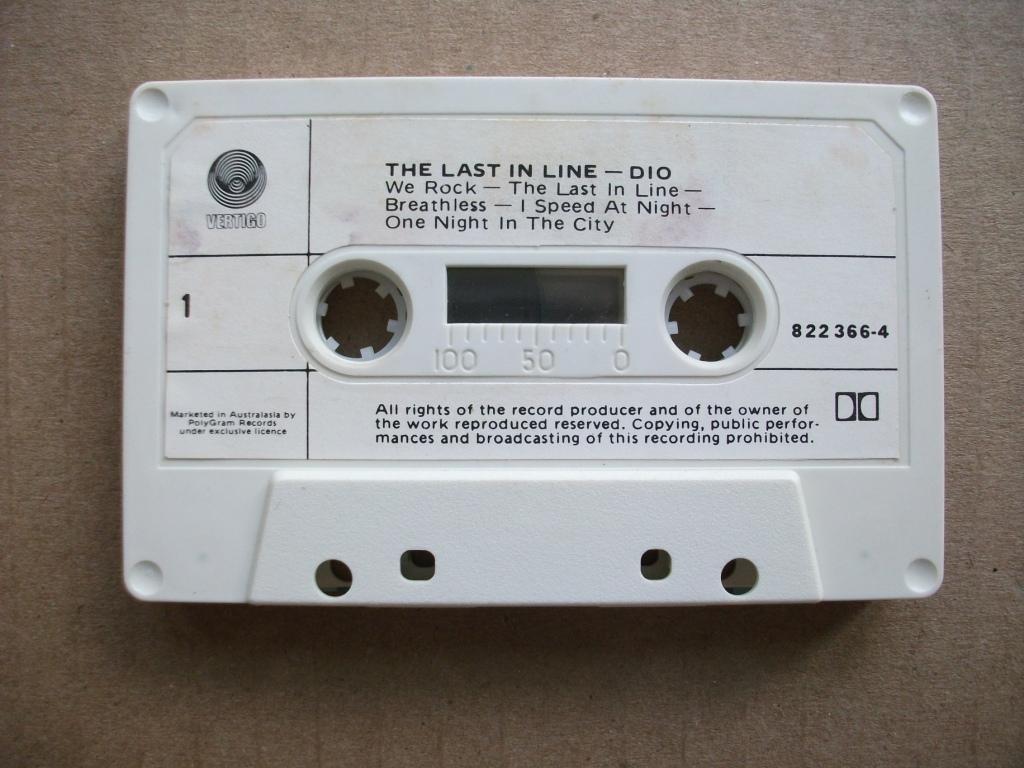 VERTIGO
THE LAST IN LINE — DIO
We Rock — The Last In Line —
Breathless — I Speed At Night —
One Night In The City
1
822 366-4
100 50 0
Marketed in Australasia by
PolyGram Records
under exclusive licence
All rights of the record producer and of the owner of
the work reproduced reserved. Copying, public perfor-
mances and broadcasting of this recording prohibited.